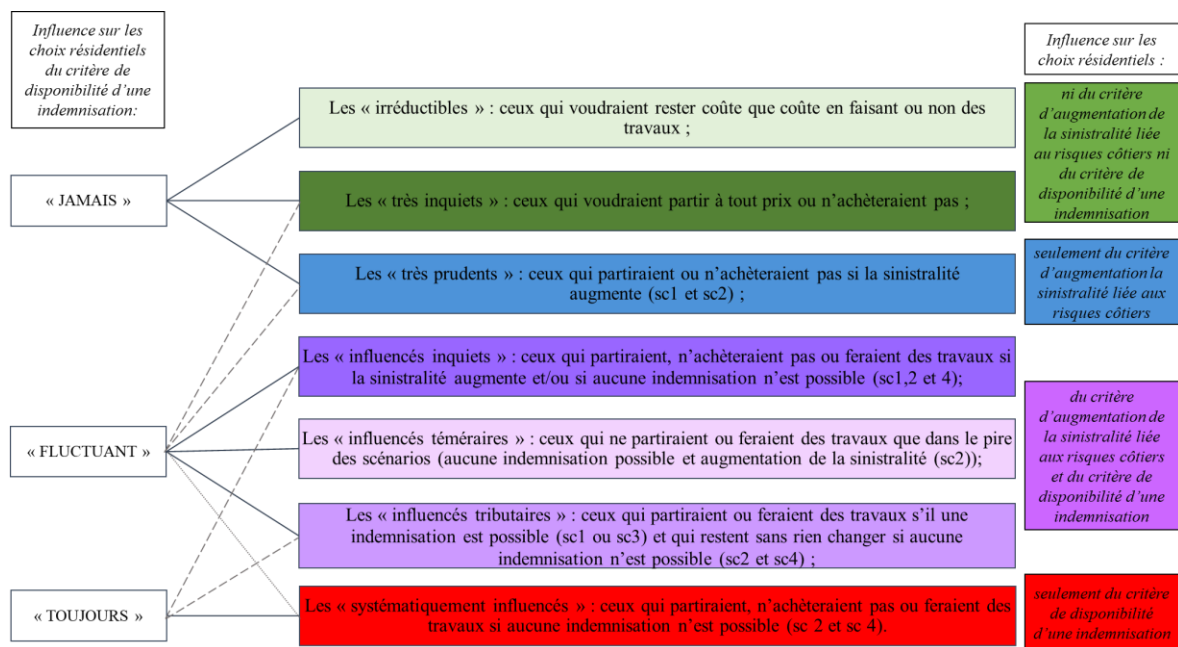 Influence sur les
choix résidentiels
du critère de
disponibilité d'une
indemnisation:
« JAMAIS »
« FLUCTUANT »
« TOUJOURS »
Les « irréductibles » : ceux qui voudraient rester coûte que coûte en faisant ou non des
travaux ;
Les « très inquiets » : ceux qui voudraient partir à tout prix ou n'achèteraient pas ;
Les « très prudents » : ceux qui partiraient ou n'achèteraient pas si la sinistralité
augmente (sc1 et sc2) ;
Les « influencés inquiets » : ceux qui partiraient, n'achèteraient pas ou feraient des travaux si
la sinistralité augmente et/ou si aucune indemnisation n'est possible (sc1,2 et 4);
Les « influencés téméraires » : ceux qui ne partiraient ou feraient des travaux que dans le pire
des scénarios (aucune indemnisation possible et augmentation de la sinistralité (sc2));
Les « influencés tributaires » : ceux qui partiraient ou feraient des travaux s'il une
indemnisation est possible (sc1 ou sc3) et qui restent sans rien changer si aucune
indemnisation n'est possible (sc2 et sc4) ;
Les « systématiquement influencés » : ceux qui partiraient, n'achèteraient pas ou feraient des
travaux si aucune indemnisation n'est possible (sc 2 et sc 4).
Influence sur les
choix résidentiels :
ni du critère
d'augmentation de
la sinistralité liée
au risques côtiers ni
du critère de
disponibilité d'une
indemnisation
seulement du critère
d'augmentation la
sinistralité liée aux
risques côtiers
du critère
d'augmentation de
la sinistralité liée
aux risques côtiers
et du critère de
disponibilité d'une
indemnisation
seulement du critère
de disponibilité
d'une indemnisation